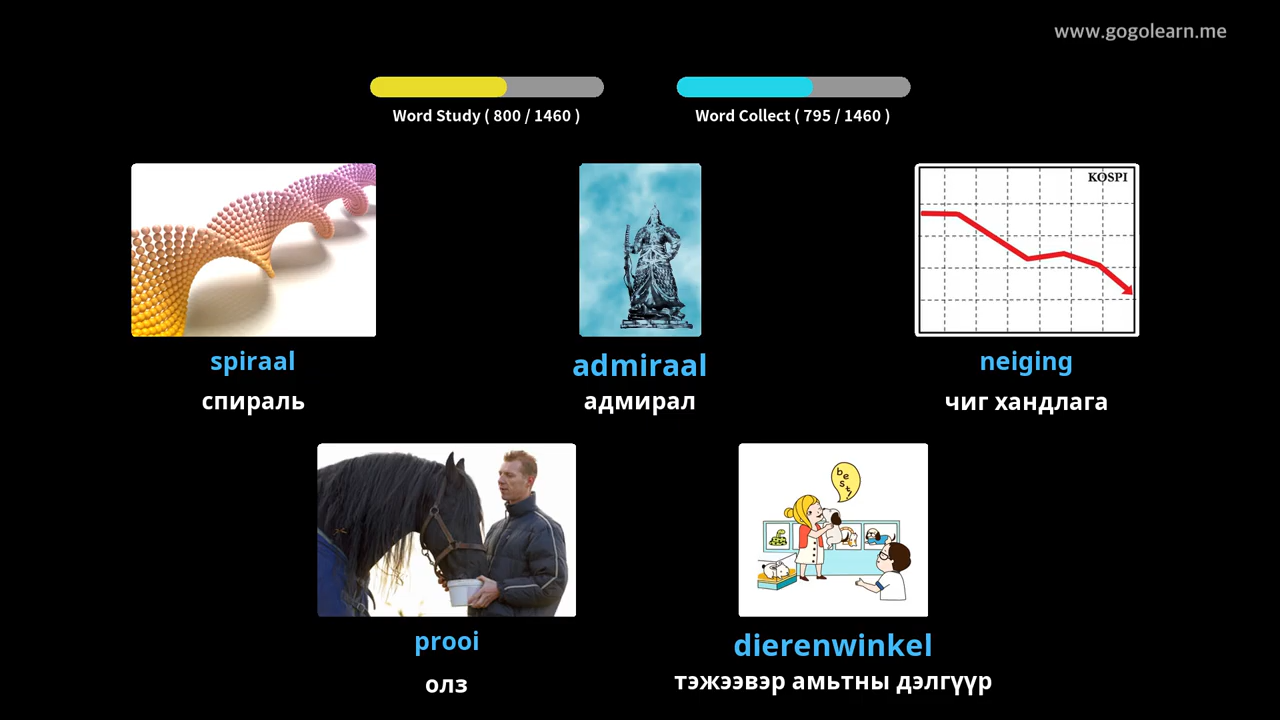 www.gogolearn.me
Word Study ( 800 / 1460 )
Word Collect ( 795 / 1460 )
KOSPI
spiraal
admiraal
neiging
спираль
адмирал
чиг хандлага
best!
prooi
dierenwinkel
олз
тэжээвэр амьтны дэлгүүр